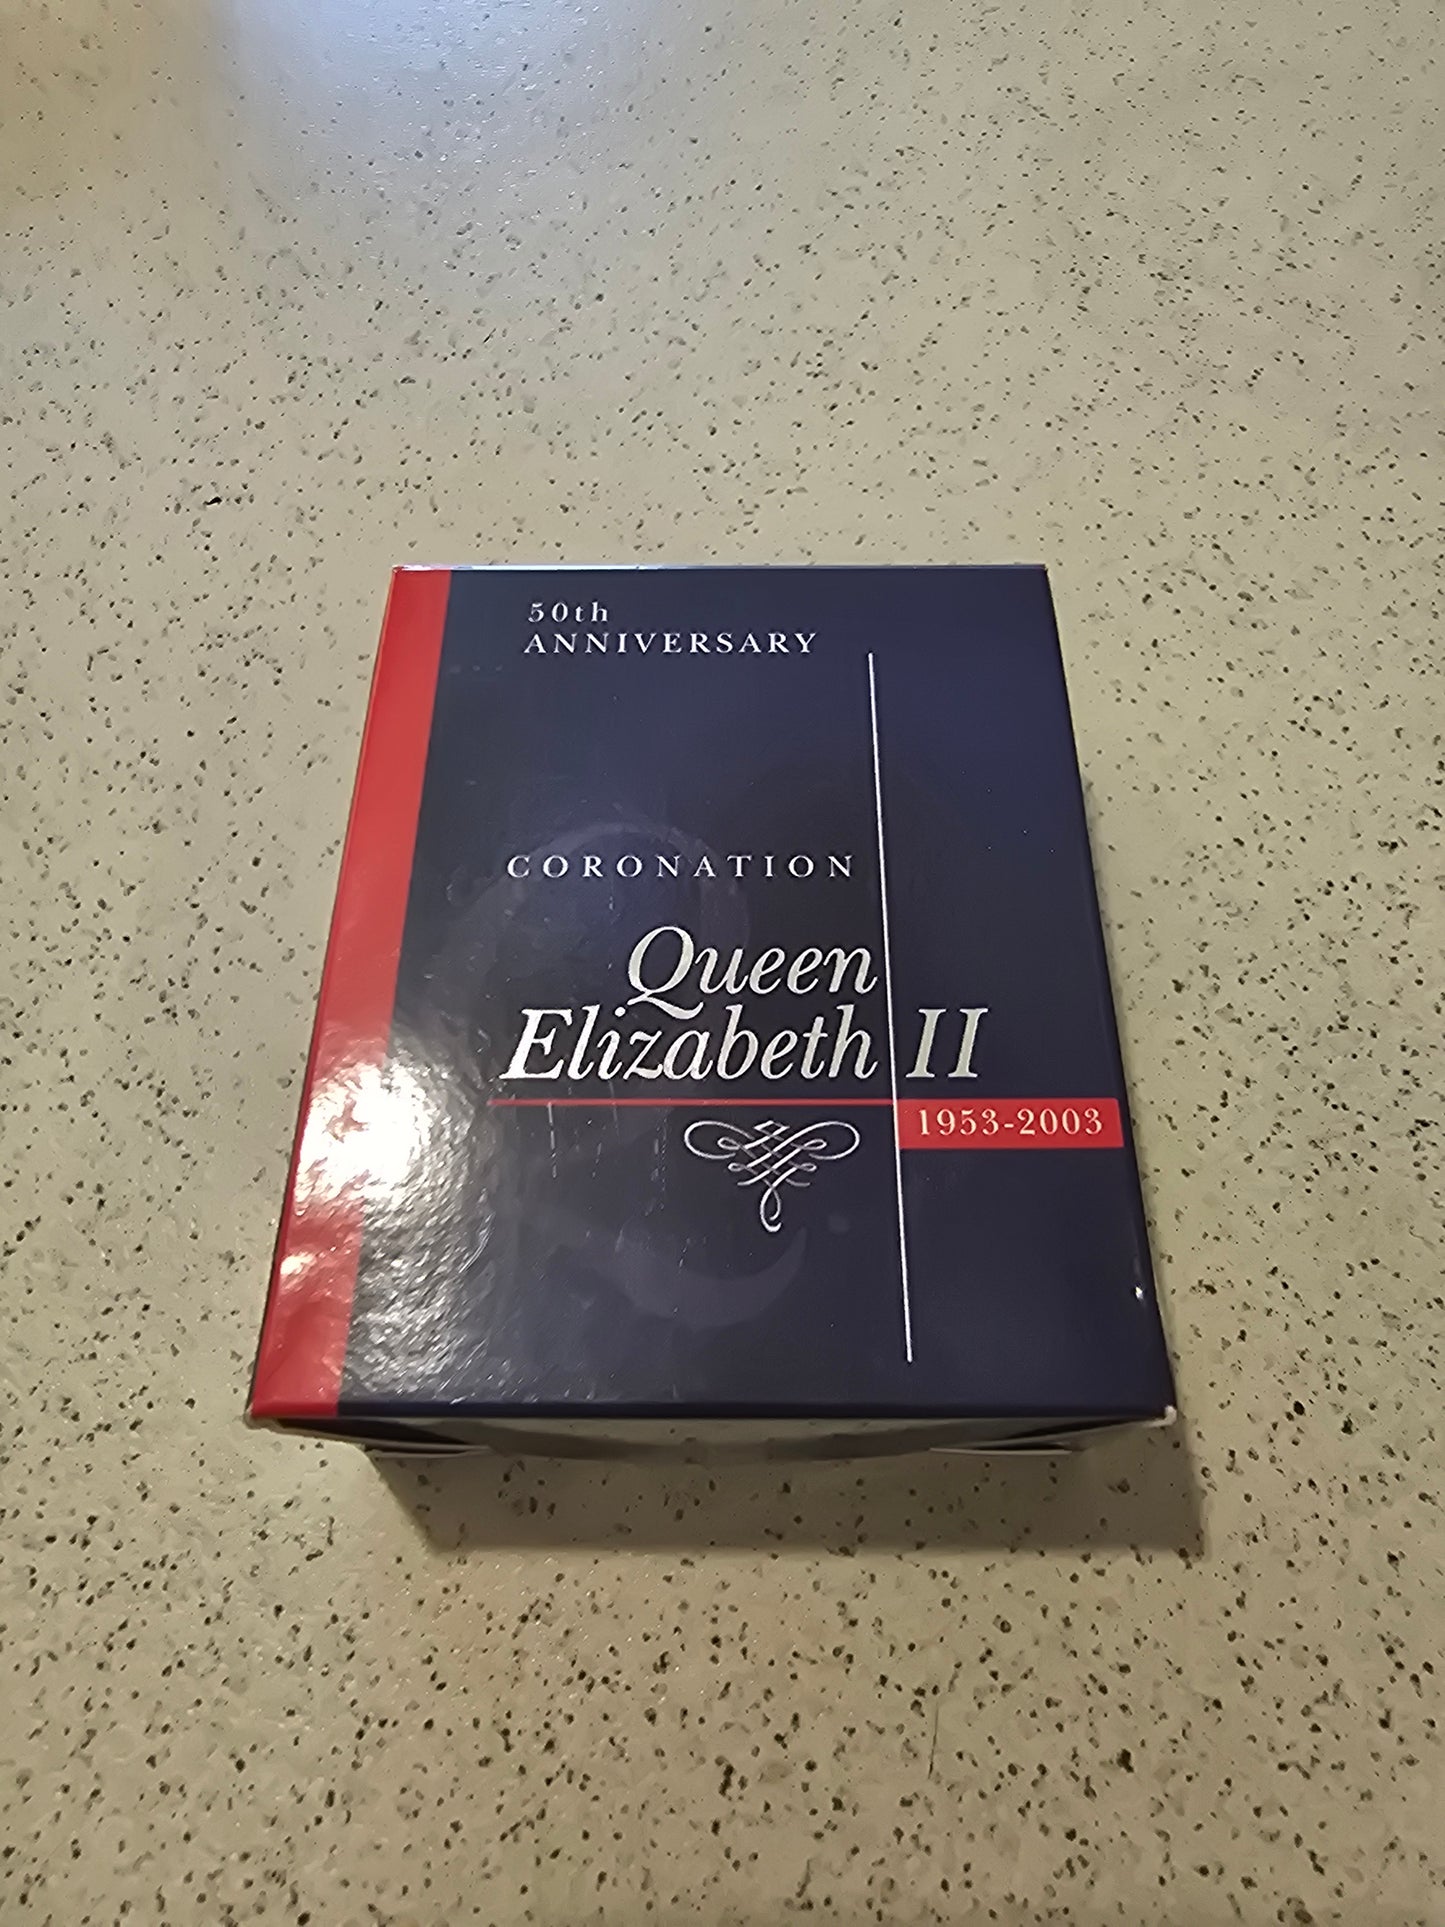 50th
ANNIVERSARY
CORONATION
Queen
Elizabeth II
1953-2003